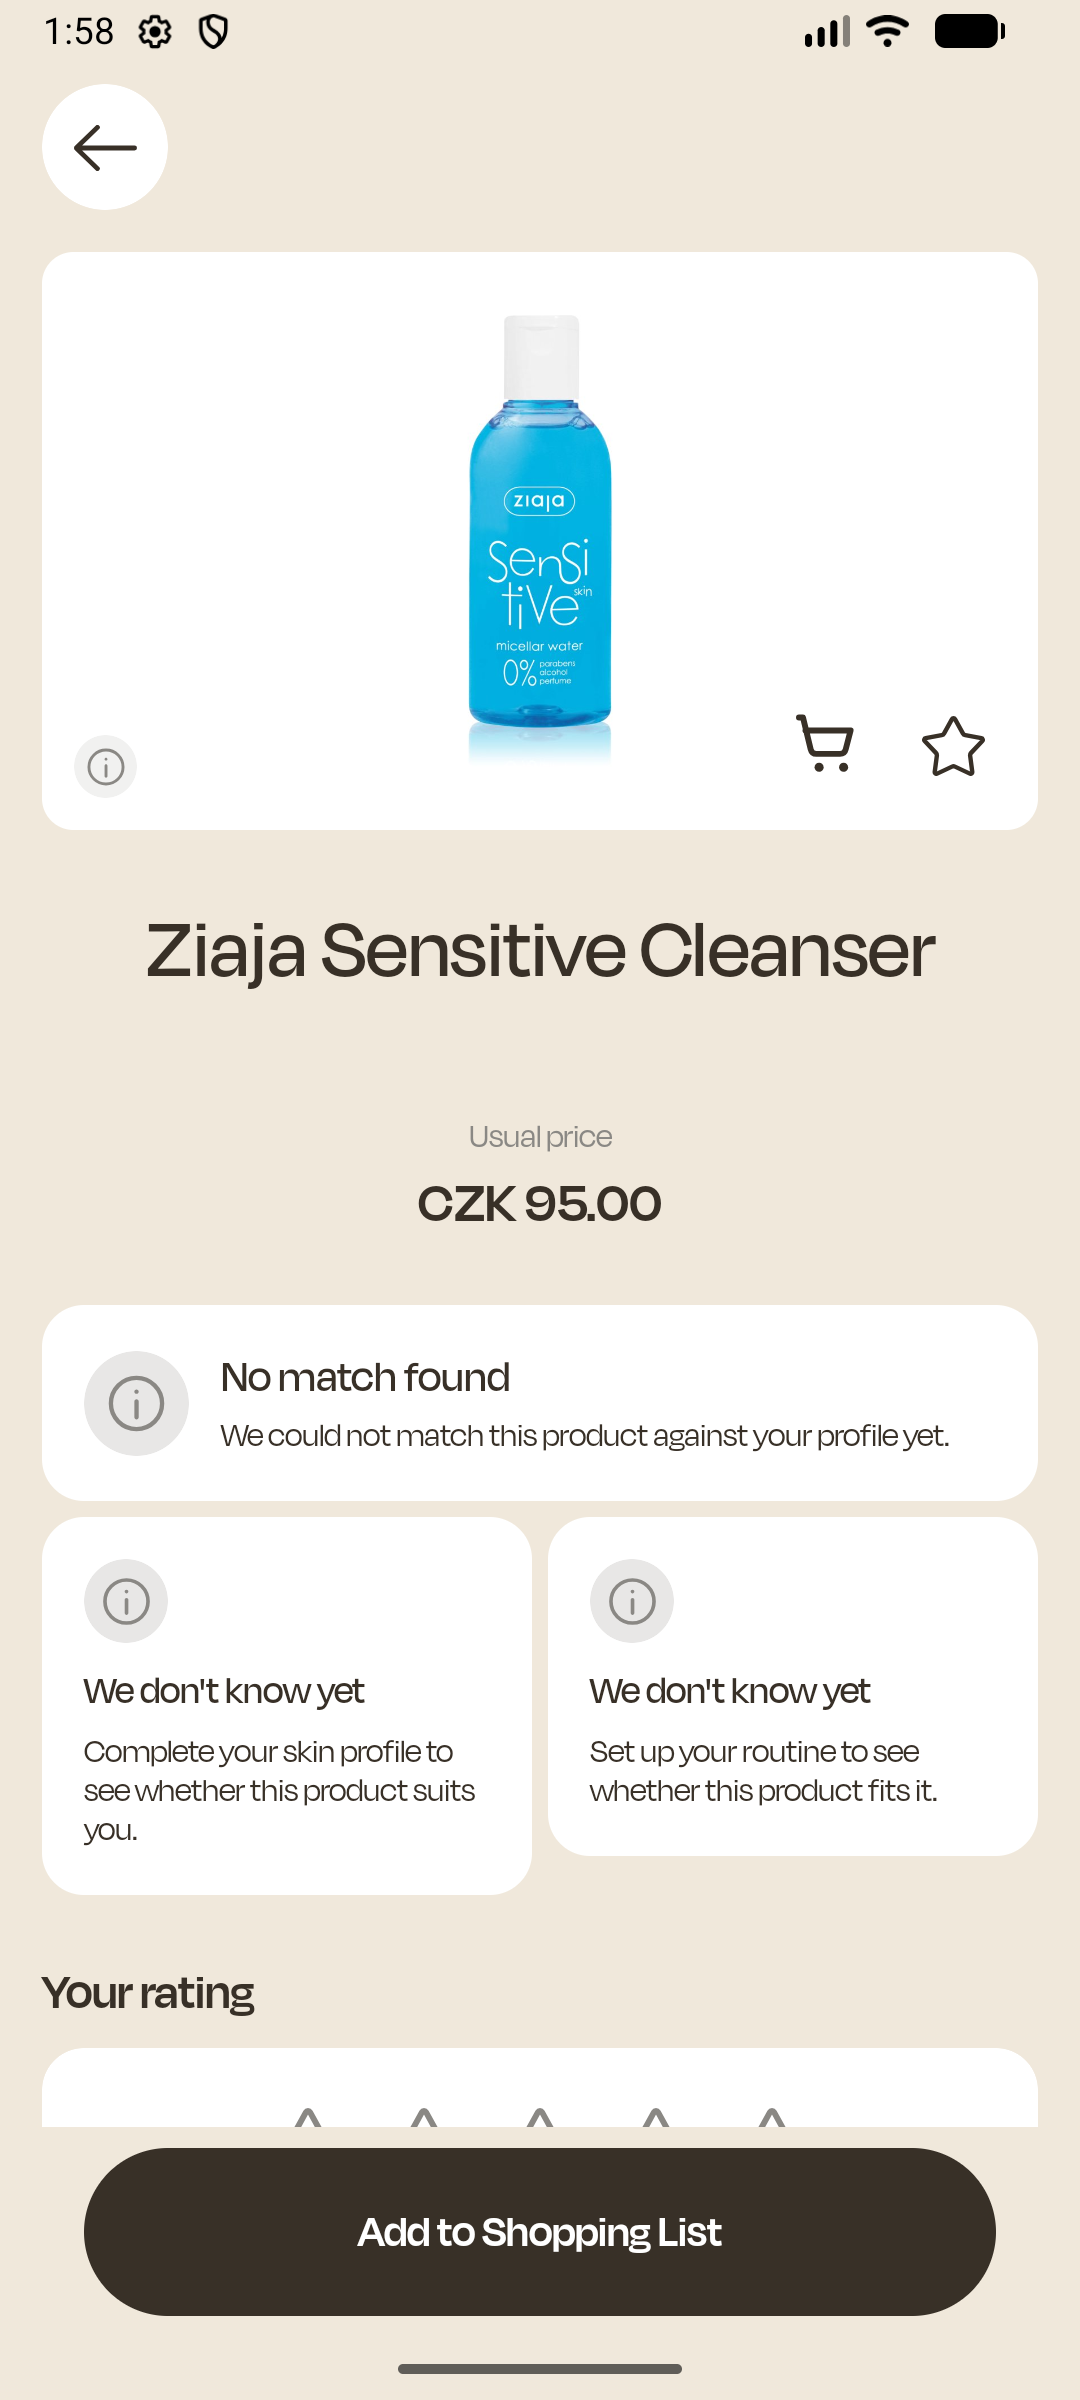 1:58
ziaja
Sensi
tive
skin
micellar water
0%
parabens
alcohol
perfume
Ziaja Sensitive Cleanser
Usual price
CZK 95.00
No match found
We could not match this product against your profile yet.
We don't know yet
Complete your skin profile to
see whether this product suits
you.
We don't know yet
Set up your routine to see
whether this product fits it.
Your rating
Add to Shopping List